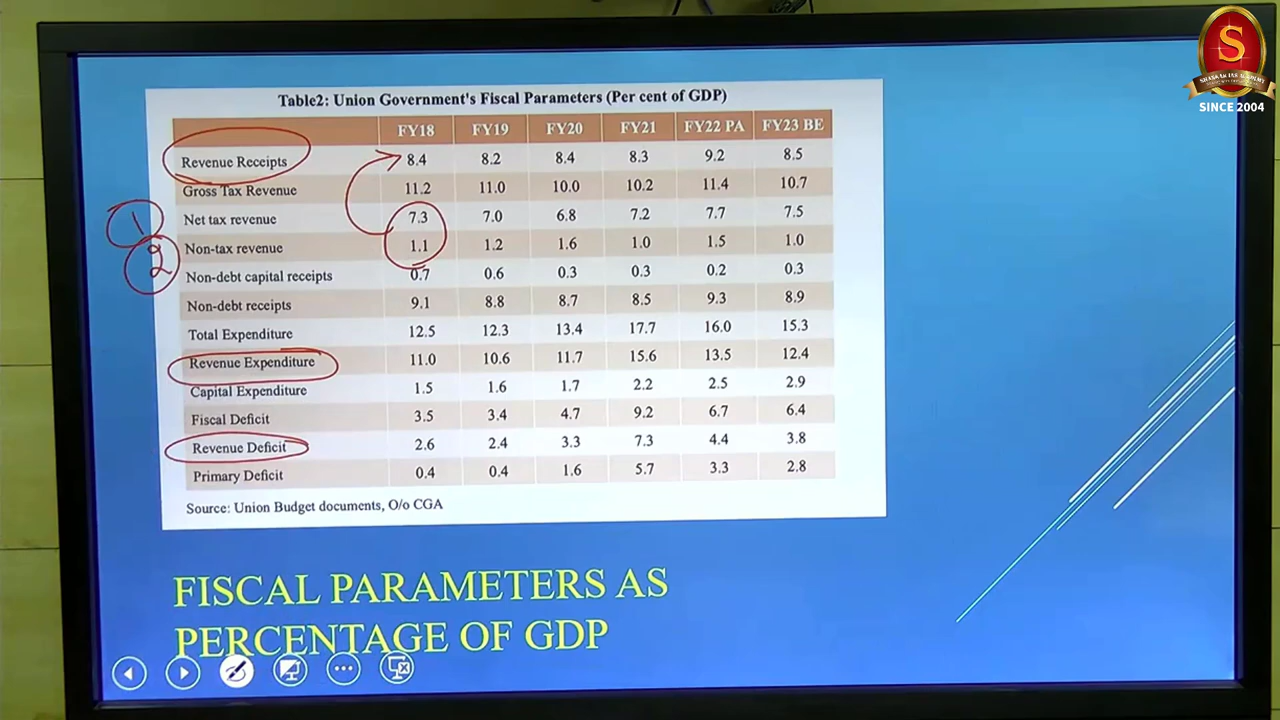 S
SHANKAR IAS ACADEMY
SINCE 2004
Table2: Union Government's Fiscal Parameters (Per cent of GDP)
FY18 FY19 FY20 FY21 FY22 PA FY23 BE
Revenue Receipts 8.4 8.2 8.4 8.3 9.2 8.5
Gross Tax Revenue 11.2 11.0 10.0 10.2 11.4 10.7
1 Net tax revenue 7.3 7.0 6.8 7.2 7.7 7.5
2 Non-tax revenue 1.1 1.2 1.6 1.0 1.5 1.0
Non-debt capital receipts 0.7 0.6 0.3 0.3 0.2 0.3
Non-debt receipts 9.1 8.8 8.7 8.5 9.3 8.9
Total Expenditure 12.5 12.3 13.4 17.7 16.0 15.3
Revenue Expenditure 11.0 10.6 11.7 15.6 13.5 12.4
Capital Expenditure 1.5 1.6 1.7 2.2 2.5 2.9
Fiscal Deficit 3.5 3.4 4.7 9.2 6.7 6.4
Revenue Deficit 2.6 2.4 3.3 7.3 4.4 3.8
Primary Deficit 0.4 0.4 1.6 5.7 3.3 2.8
Source: Union Budget documents, O/o CGA
FISCAL PARAMETERS AS
PERCENTAGE OF GDP